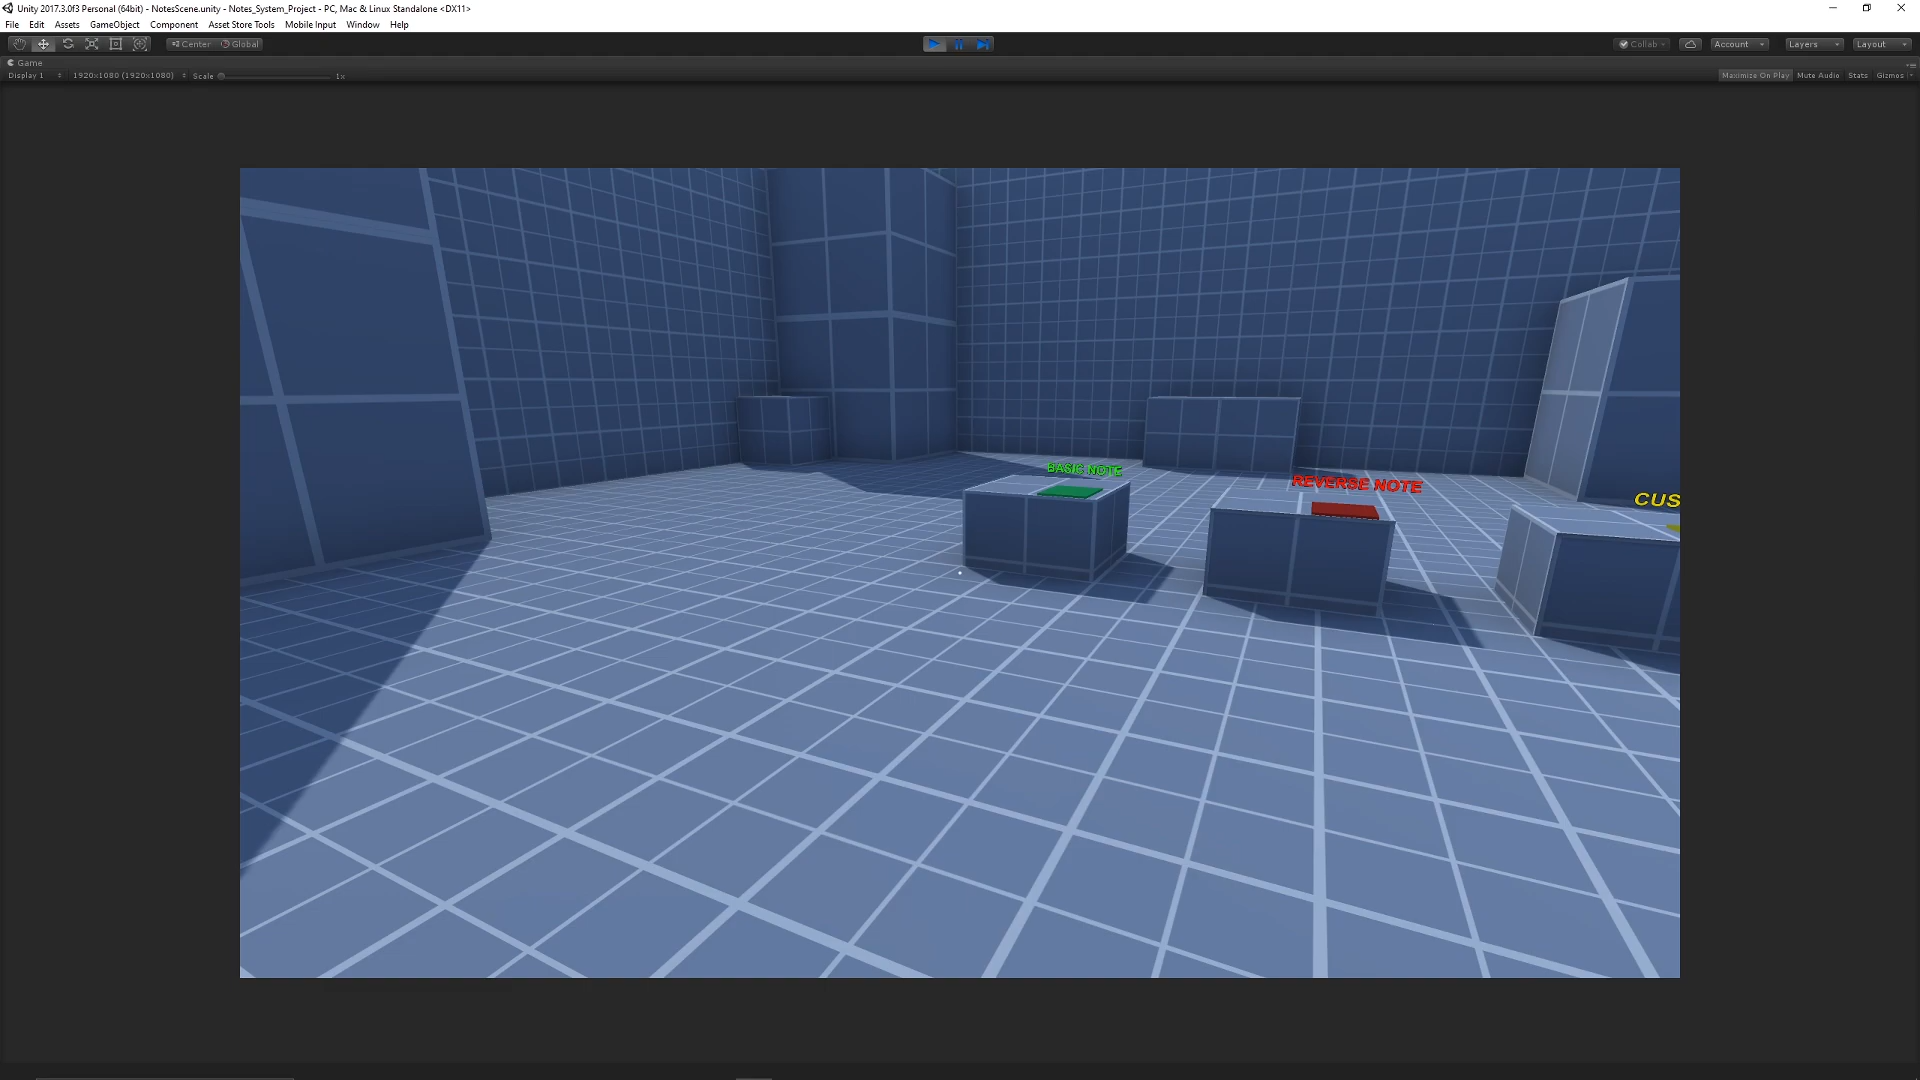 Unity 2017.3.0f3 Personal (64bit) - NotesScene.unity - Notes_System_Project - PC, Mac & Linux Standalone <DX11>
File Edit Assets GameObject Component Asset Store Tools Mobile Input Window Help
Center Global Collab Account Layers Layout
Game
Display 1 1920x1080 (1920x1080) Scale 1x Maximize On Play Mute Audio Stats Gizmos
BASIC NOTE
REVERSE NOTE
CUS